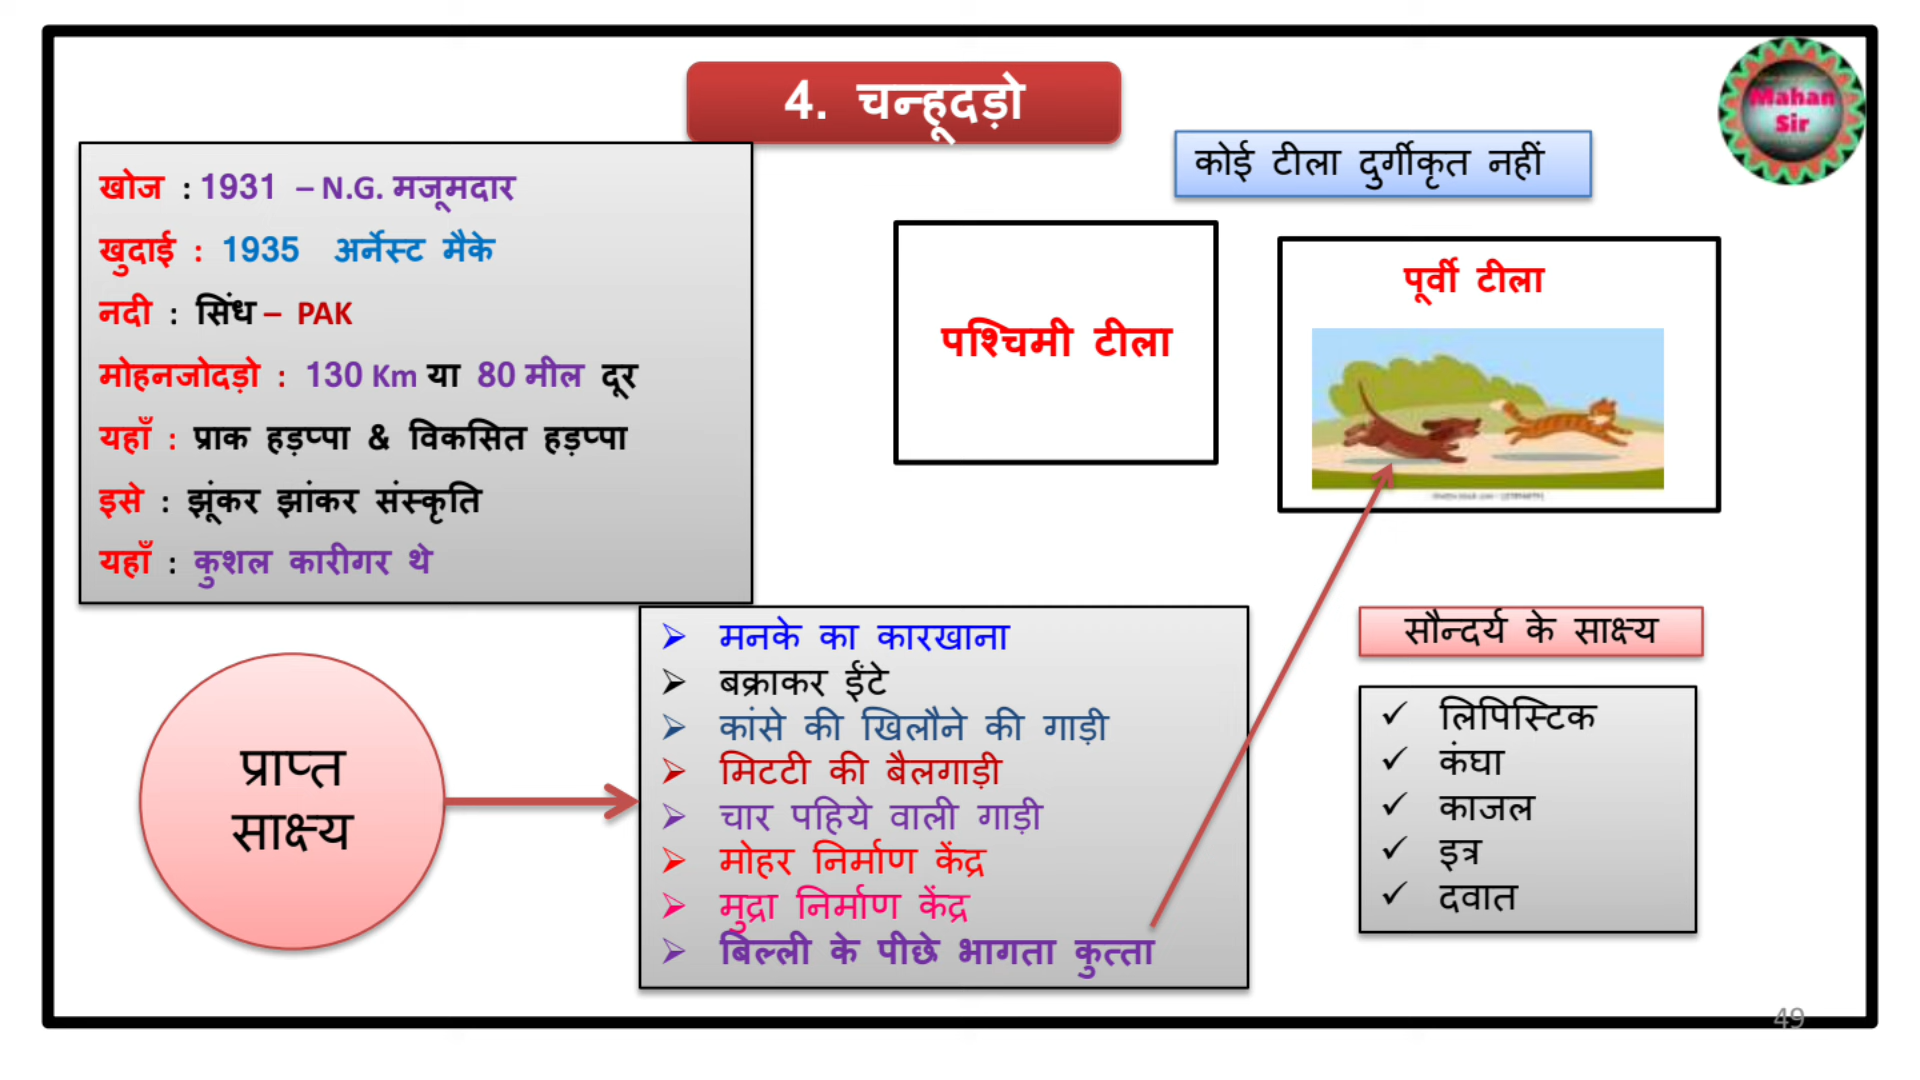 4. चन्हूदड़ो
Mahan
Sir
कोई टीला दुर्गीकृत नहीं
खोज : 1931 – N.G. मजूमदार
खुदाई : 1935 अर्नेस्ट मैके
नदी : सिंध – PAK
मोहनजोदड़ो : 130 Km या 80 मील दूर
यहाँ : प्राक हड़प्पा & विकसित हड़प्पा
इसे : झूंकर झांकर संस्कृति
यहाँ : कुशल कारीगर थे
पश्चिमी टीला
पूर्वी टीला
प्राप्त
साक्ष्य
मनके का कारखाना
बक्राकर ईंटे
कांसे की खिलौने की गाड़ी
मिटटी की बैलगाड़ी
चार पहिये वाली गाड़ी
मोहर निर्माण केंद्र
मुद्रा निर्माण केंद्र
बिल्ली के पीछे भागता कुत्ता
सौन्दर्य के साक्ष्य
लिपिस्टिक
कंघा
काजल
इत्र
दवात
49